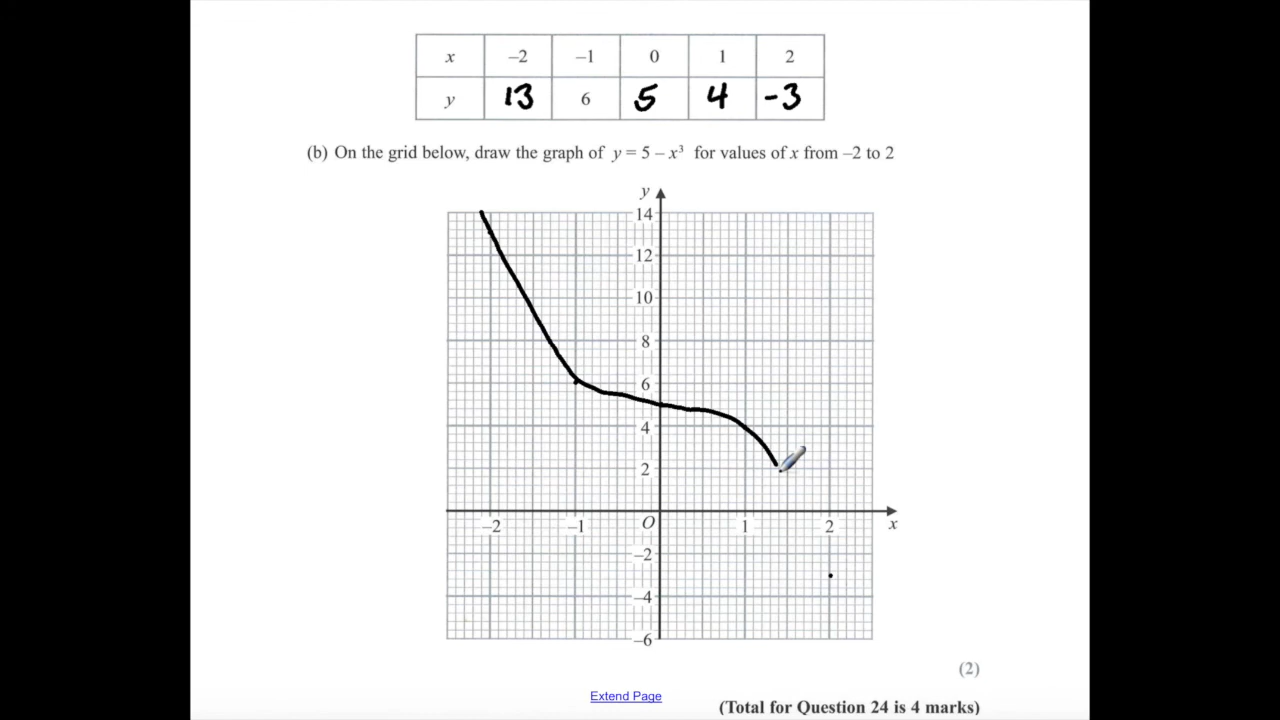 x –2 –1 0 1 2
y 13 6 5 4 -3
(b) On the grid below, draw the graph of y = 5 – x³ for values of x from –2 to 2
y
14
12
10
8
6
4
2
–2 –1 O 1 2 x
–2
–4
–6
(2)
Extend Page
(Total for Question 24 is 4 marks)